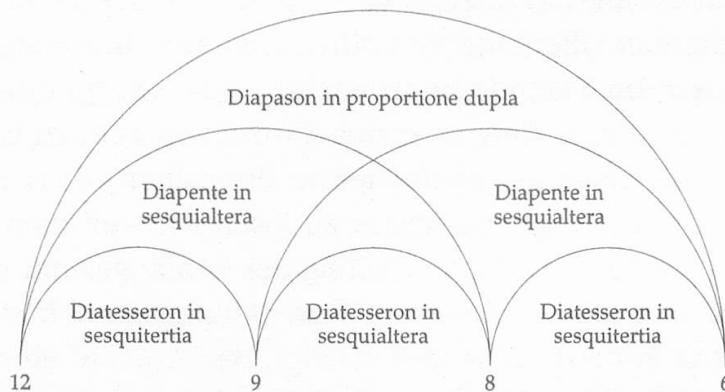 Diapason in proportione dupla
Diapente in
sesquialtera
Diapente in
sesquialtera
Diatesseron in
sesquitertia
Diatesseron in
sesquialtera
Diatesseron in
sesquitertia
12
9
8
6